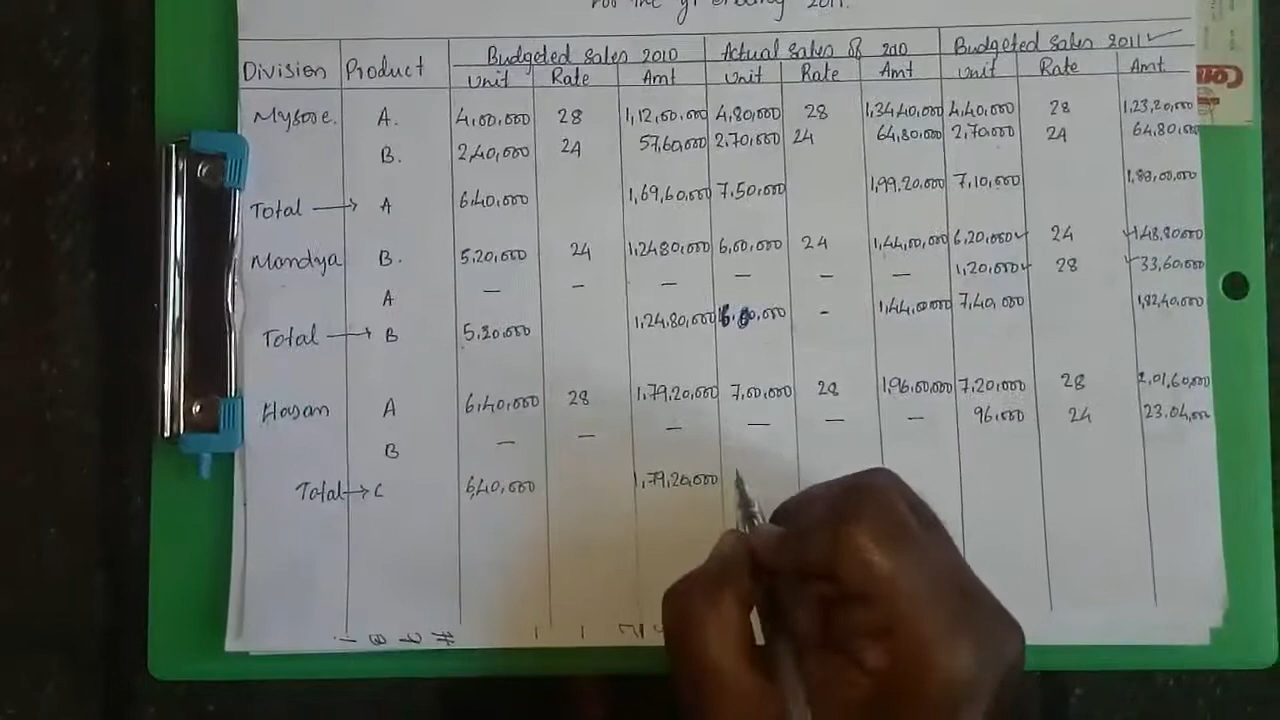 Division Product Budgeted Sales 2010 Actual Sales of 200 Budgeted Sales 2011
Unit Rate Amt Unit Rate Amt Unit Rate Amt
Mysore. A. 4,00,000 28 1,12,00,000 4,80,000 28 1,34,40,000 4,40,000 28 1,23,20,000
B. 2,40,000 24 57,60,000 2,70,000 24 64,80,000 2,70,000 24 64,80,000
Total → A 6,40,000 1,69,60,000 7,50,000 1,99,20,000 7,10,000 1,88,00,000
Mandya B. 5,20,000 24 1,24,80,000 6,00,000 24 1,44,00,000 6,20,000 24 1,48,80,000
A – – – – – – 1,20,000 28 33,60,000
Total → B 5,20,000 1,24,80,000 6,00,000 – 1,44,00,000 7,40,000 1,82,40,000
Hasan A 6,40,000 28 1,79,20,000 7,00,000 28 1,96,00,000 7,20,000 28 2,01,60,000
B – – – – – – 96,000 24 23,04,000
Total → C 6,40,000 1,79,20,000